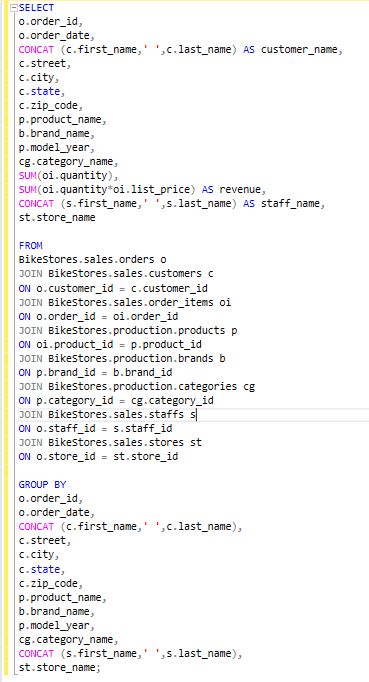 SELECT
o.order_id,
o.order_date,
CONCAT (c.first_name,' ',c.last_name) AS customer_name,
c.street,
c.city,
c.state,
c.zip_code,
p.product_name,
b.brand_name,
p.model_year,
cg.category_name,
SUM(oi.quantity),
SUM(oi.quantity*oi.list_price) AS revenue,
CONCAT (s.first_name,' ',s.last_name) AS staff_name,
st.store_name
FROM
BikeStores.sales.orders o
JOIN BikeStores.sales.customers c
ON o.customer_id = c.customer_id
JOIN BikeStores.sales.order_items oi
ON o.order_id = oi.order_id
JOIN BikeStores.production.products p
ON oi.product_id = p.product_id
JOIN BikeStores.production.brands b
ON p.brand_id = b.brand_id
JOIN BikeStores.production.categories cg
ON p.category_id = cg.category_id
JOIN BikeStores.sales.staffs s
ON o.staff_id = s.staff_id
JOIN BikeStores.sales.stores st
ON o.store_id = st.store_id
GROUP BY
o.order_id,
o.order_date,
CONCAT (c.first_name,' ',c.last_name),
c.street,
c.city,
c.state,
c.zip_code,
p.product_name,
b.brand_name,
p.model_year,
cg.category_name,
CONCAT (s.first_name,' ',s.last_name),
st.store_name;